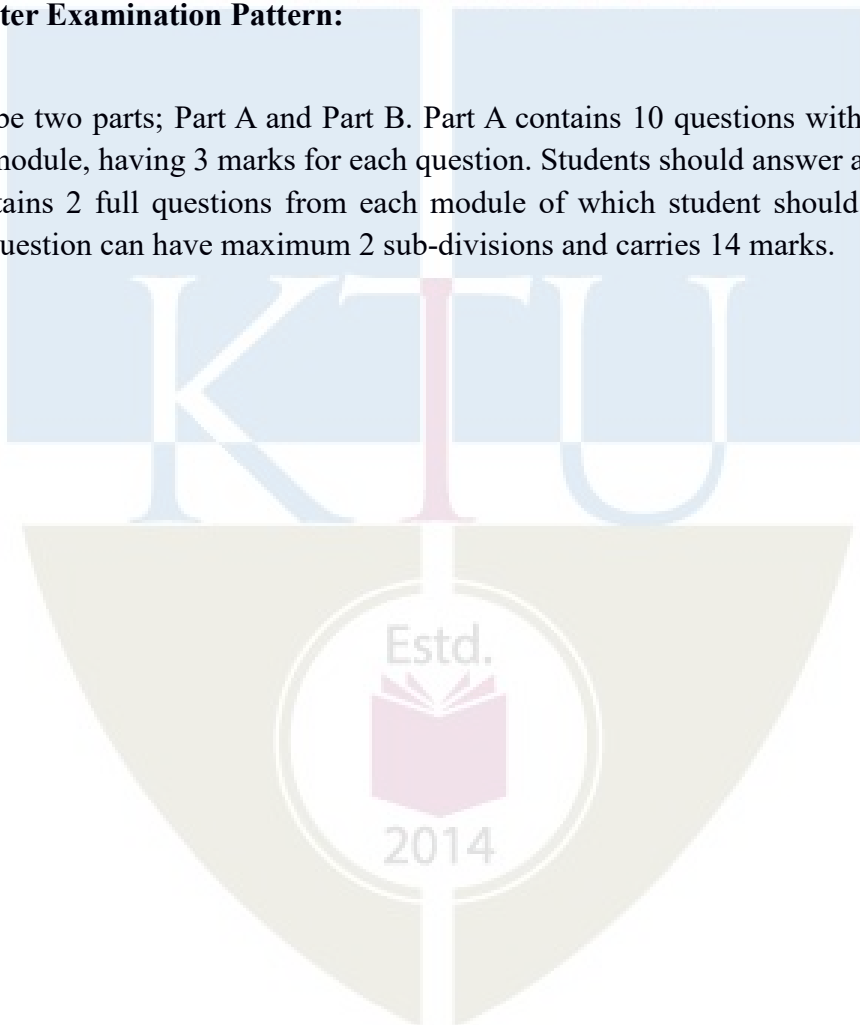 ter Examination Pattern:
be two parts; Part A and Part B. Part A contains 10 questions with
module, having 3 marks for each question. Students should answer a
tains 2 full questions from each module of which student should
uestion can have maximum 2 sub-divisions and carries 14 marks.
KTU
Estd.
2014